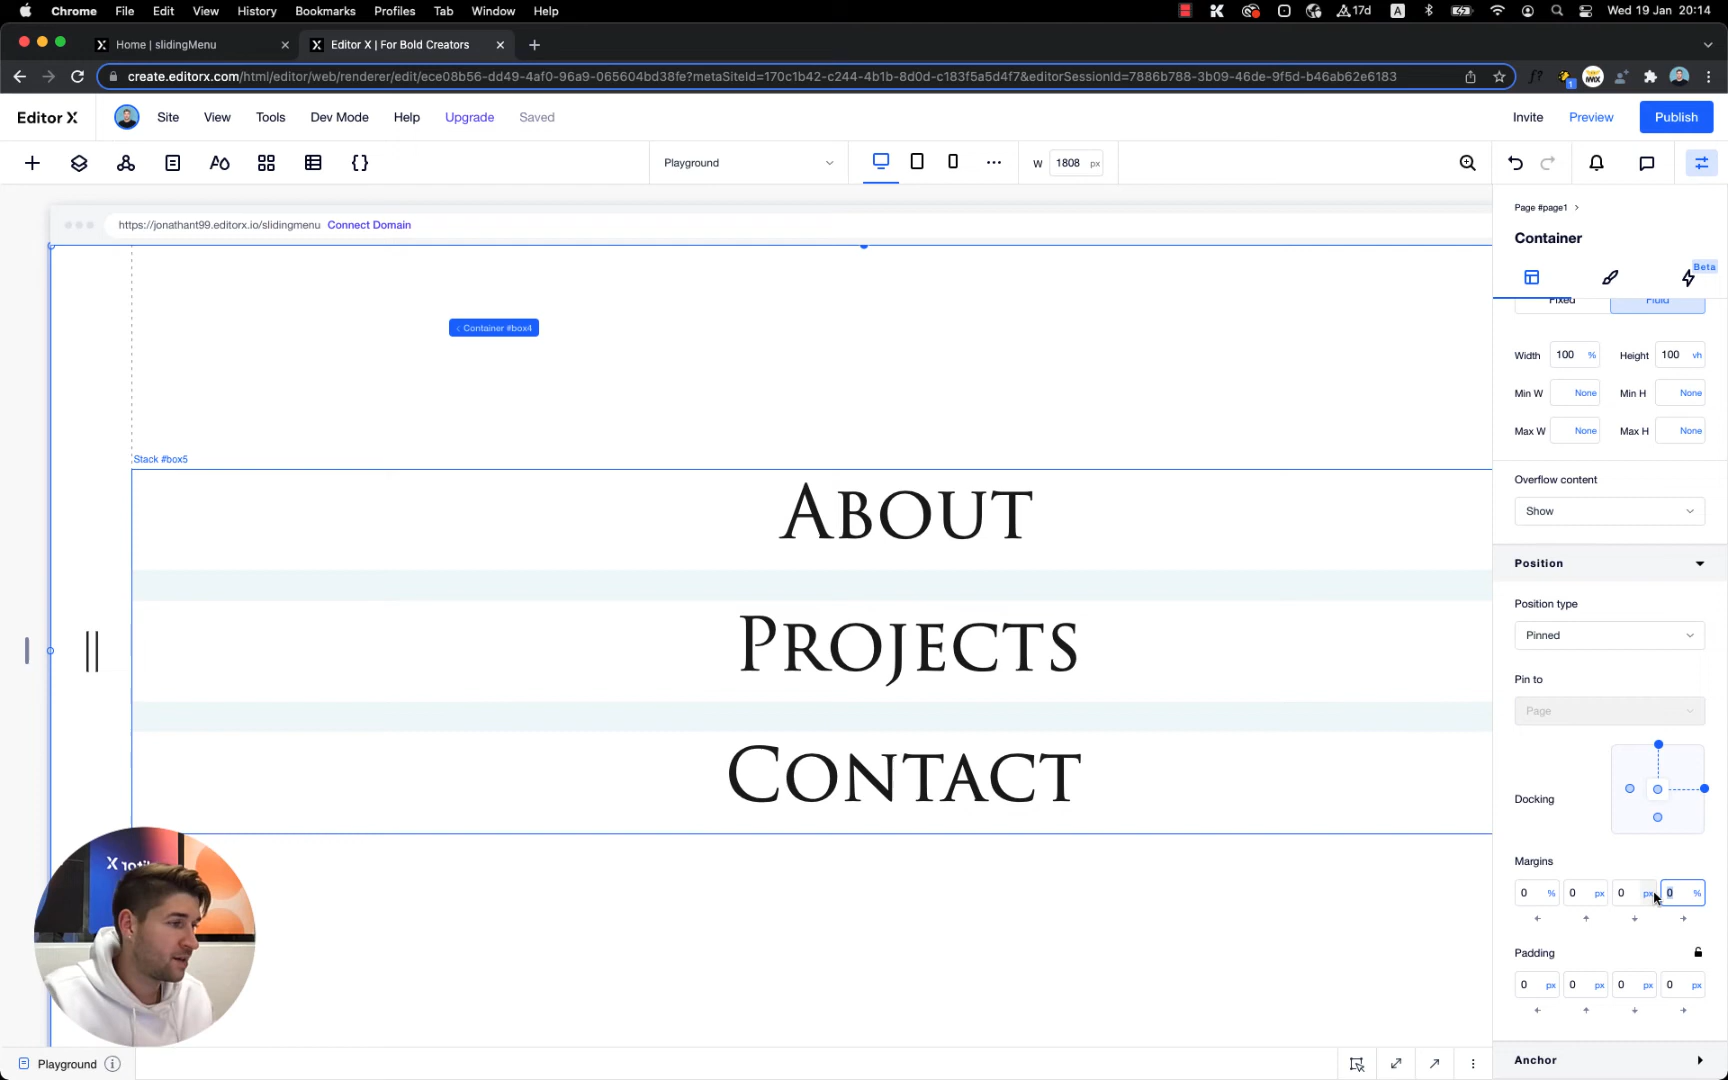 Chrome File Edit View History Bookmarks Profiles Tab Window Help 17d A Wed 19 Jan 20:14
X Home | slidingMenu X Editor X | For Bold Creators
create.editorx.com/html/editor/web/renderer/edit/ece08b56-dd49-4af0-96a9-065604bd38fe?metaSiteId=170c1b42-c244-4b1b-8d0d-c183f5a5d4f7&editorSessionId=7886b788-3b09-46de-9f5d-b46ab62e6183
Editor X Site View Tools Dev Mode Help Upgrade Saved Invite Preview Publish
Playground W 1808 px
https://jonathant99.editorx.io/slidingmenu Connect Domain
Page #page1 >
Container
Beta
Fixed Fluid
< Container #box4
Width 100 % Height 100 vh
Min W None Min H None
Max W None Max H None
Stack #box5
Overflow content
Show
About
Position
Position type
Pinned
Projects
Pin to
Page
Contact
Docking
Margins
0 % 0 px 0 px 0 %
Padding
0 px 0 px 0 px 0 px
Playground
Anchor